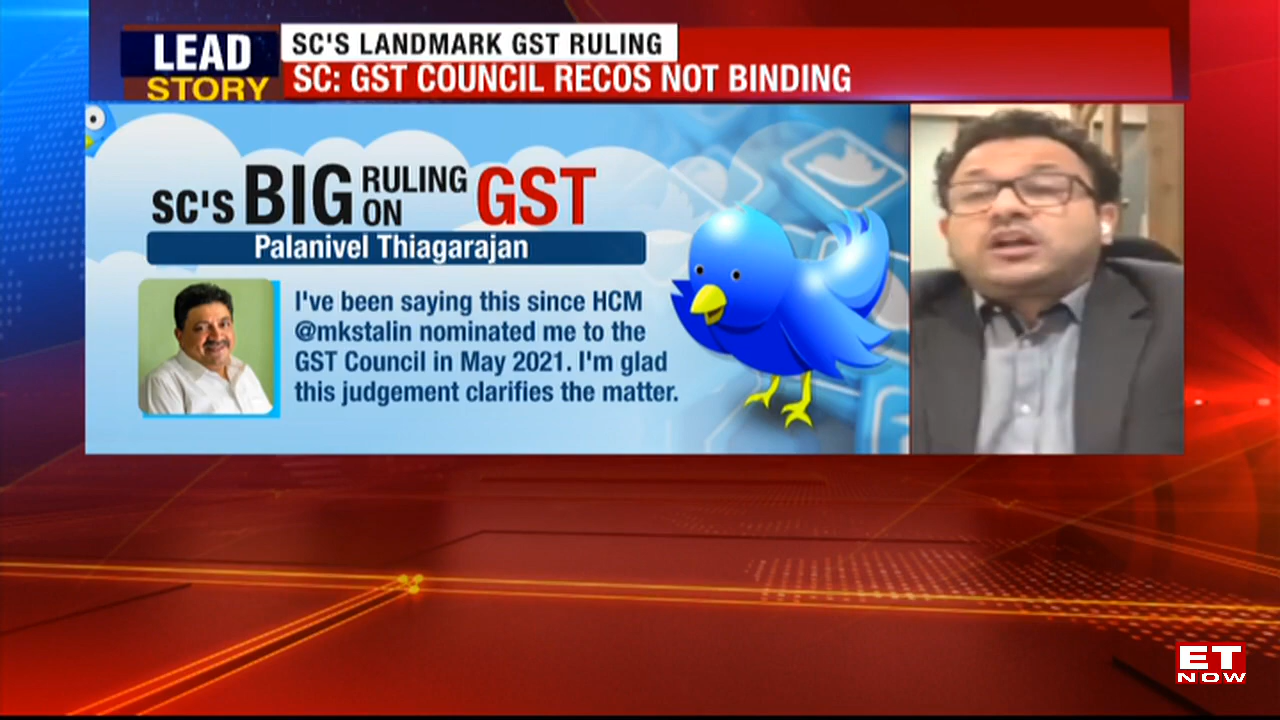 LEAD
STORY
SC'S LANDMARK GST RULING
SC: GST COUNCIL RECOS NOT BINDING
SC'S BIG RULING ON GST
Palanivel Thiagarajan
I've been saying this since HCM
@mkstalin nominated me to the
GST Council in May 2021. I'm glad
this judgement clarifies the matter.
ET
NOW